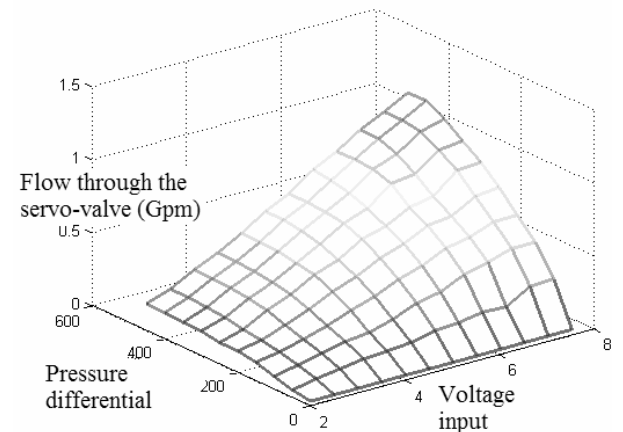 1.5
1
Flow through the
servo-valve (Gpm)
0.5
0
600
400
200
0
Pressure
differential
2
4
6
8
Voltage
input